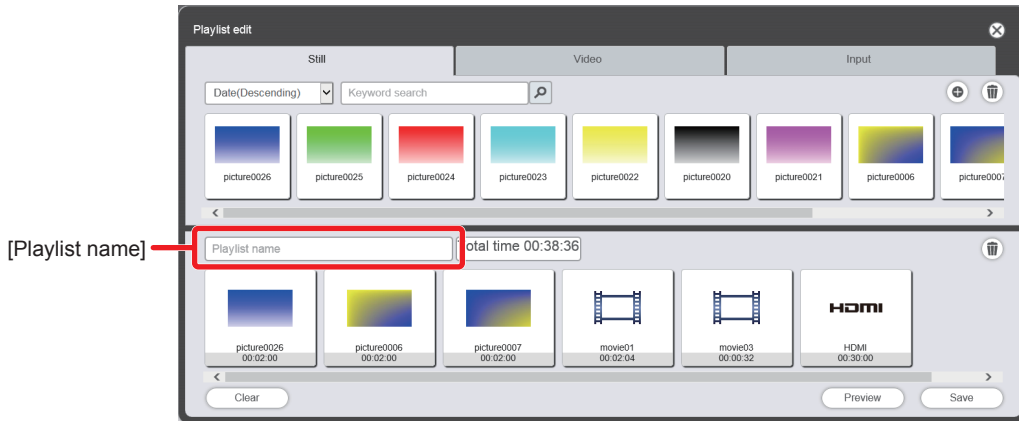 Playlist edit
Still Video Input
Date(Descending) Keyword search
picture0026 picture0025 picture0024 picture0023 picture0022 picture0020 picture0021 picture0006 picture0007
[Playlist name]
Playlist name Total time 00:38:36
picture0026 picture0006 picture0007 movie01 movie03 HDMI HDMI
00:02:00 00:02:00 00:02:00 00:02:04 00:00:32 00:30:00
Clear Preview Save